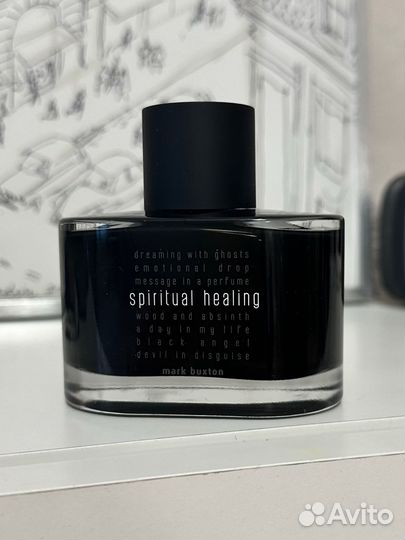 dreaming with ghosts
emotional drop
message in a perfume
spiritual healing
wood and absinth
a day in my life
black angel
devil in disguise
mark buxton
Avito